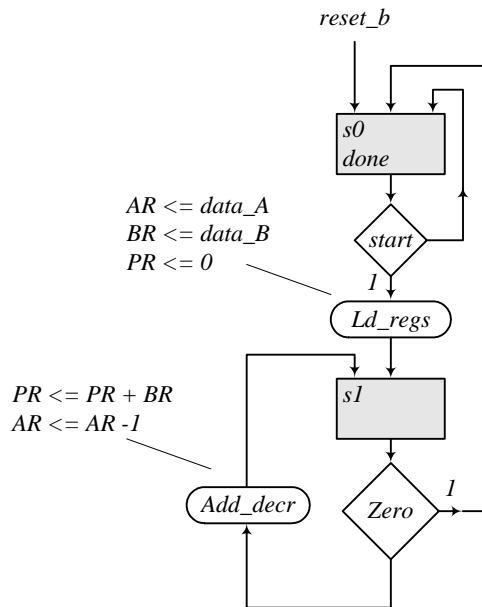 reset_b
s0
done
AR <= data_A
BR <= data_B
PR <= 0
start
1
Ld_regs
s1
PR <= PR + BR
AR <= AR -1
Add_decr
Zero
1